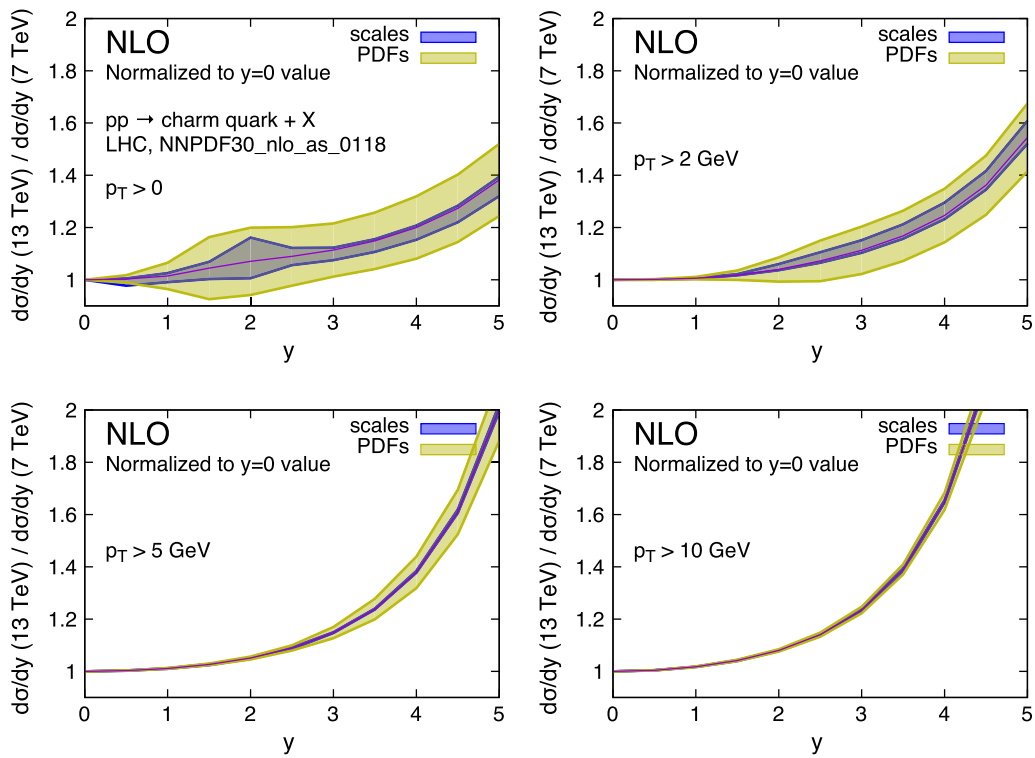 dσ/dy (13 TeV) / dσ/dy (7 TeV)
2
1.8
1.6
1.4
1.2
1
NLO
scales
PDFs
Normalized to y=0 value
pp → charm quark + X
LHC, NNPDF30_nlo_as_0118
pT > 0
0 1 2 3 4 5
y
dσ/dy (13 TeV) / dσ/dy (7 TeV)
2
1.8
1.6
1.4
1.2
1
NLO
scales
PDFs
Normalized to y=0 value
pT > 2 GeV
0 1 2 3 4 5
y
dσ/dy (13 TeV) / dσ/dy (7 TeV)
2
1.8
1.6
1.4
1.2
1
NLO
scales
PDFs
Normalized to y=0 value
pT > 5 GeV
0 1 2 3 4 5
y
dσ/dy (13 TeV) / dσ/dy (7 TeV)
2
1.8
1.6
1.4
1.2
1
NLO
scales
PDFs
Normalized to y=0 value
pT > 10 GeV
0 1 2 3 4 5
y